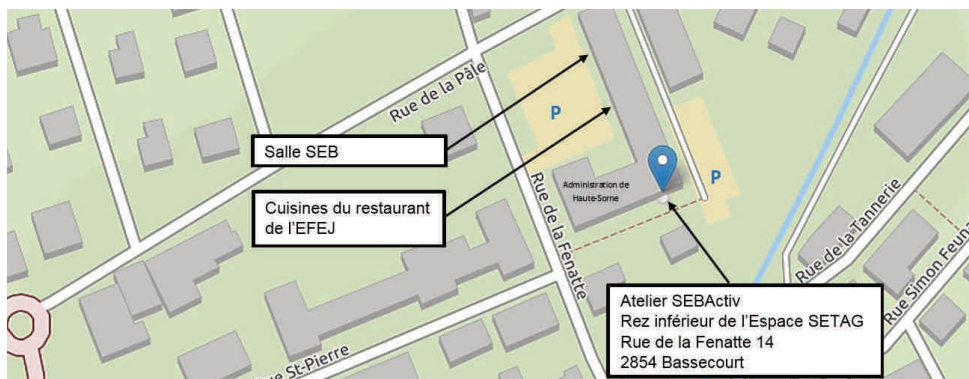 Rue de la Pâle
P
Salle SEB
Administration de
Haute-Sorne
P
Cuisines du restaurant
de l'EFEJ
Rue de la Fenatte
Rue de la Tannerie
Rue Simon Feuna
Atelier SEBActiv
Rez inférieur de l'Espace SETAG
Rue de la Fenatte 14
2854 Bassecourt
Rue St-Pierre